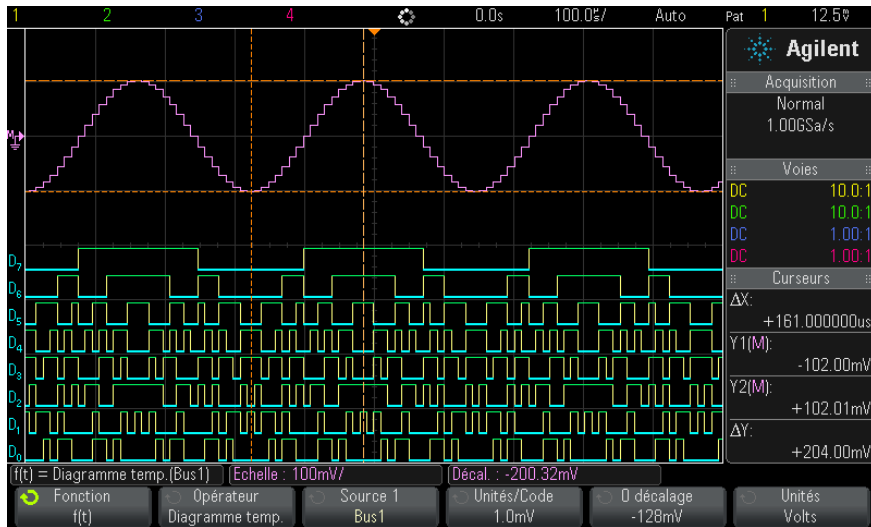 1 2 3 4 0.0s 100.0㎲/ Auto Pat 1 12.5V
Agilent
Acquisition
Normal
1.00GSa/s
Voies
DC 10.0:1
DC 10.0:1
DC 1.00:1
DC 1.00:1
Curseurs
ΔX:
+161.000000us
Y1(M):
-102.00mV
Y2(M):
+102.01mV
ΔY:
+204.00mV
M
D7
D6
D5
D4
D3
D2
D1
D0
f(t) = Diagramme temp.(Bus1) Echelle : 100mV/ Décal. : -200.32mV
Fonction Opérateur Source 1 Unités/Code 0 décalage Unités
f(t) Diagramme temp. Bus1 1.0mV -128mV Volts